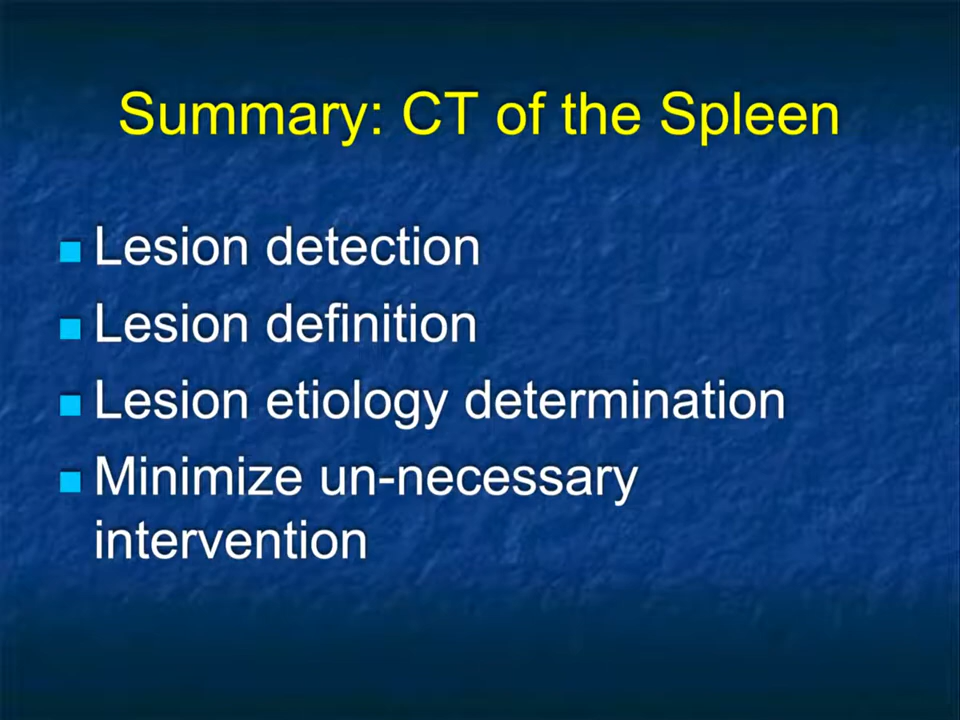 Summary: CT of the Spleen
Lesion detection
Lesion definition
Lesion etiology determination
Minimize un-necessary
intervention